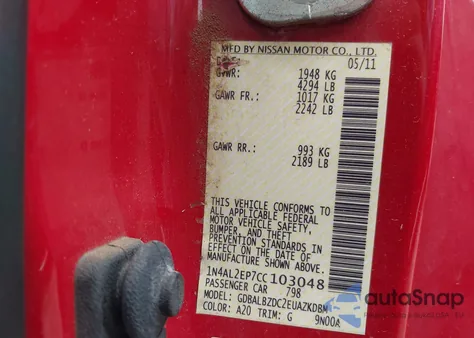 MFD BY NISSAN MOTOR CO., LTD.
05/11
GVWR: 1948 KG
4294 LB
GAWR FR.: 1017 KG
2242 LB
GAWR RR.: 993 KG
2189 LB
THIS VEHICLE CONFORMS TO
ALL APPLICABLE FEDERAL
MOTOR VEHICLE SAFETY,
BUMPER, AND THEFT
PREVENTION STANDARDS IN
EFFECT ON THE DATE OF
MANUFACTURE SHOWN ABOVE.
1N4AL2EP7CC103048
PASSENGER CAR 798
MODEL: GDBALBZDC2EUAZKDBM
COLOR: A20 TRIM: G 9N00A
autoSnap